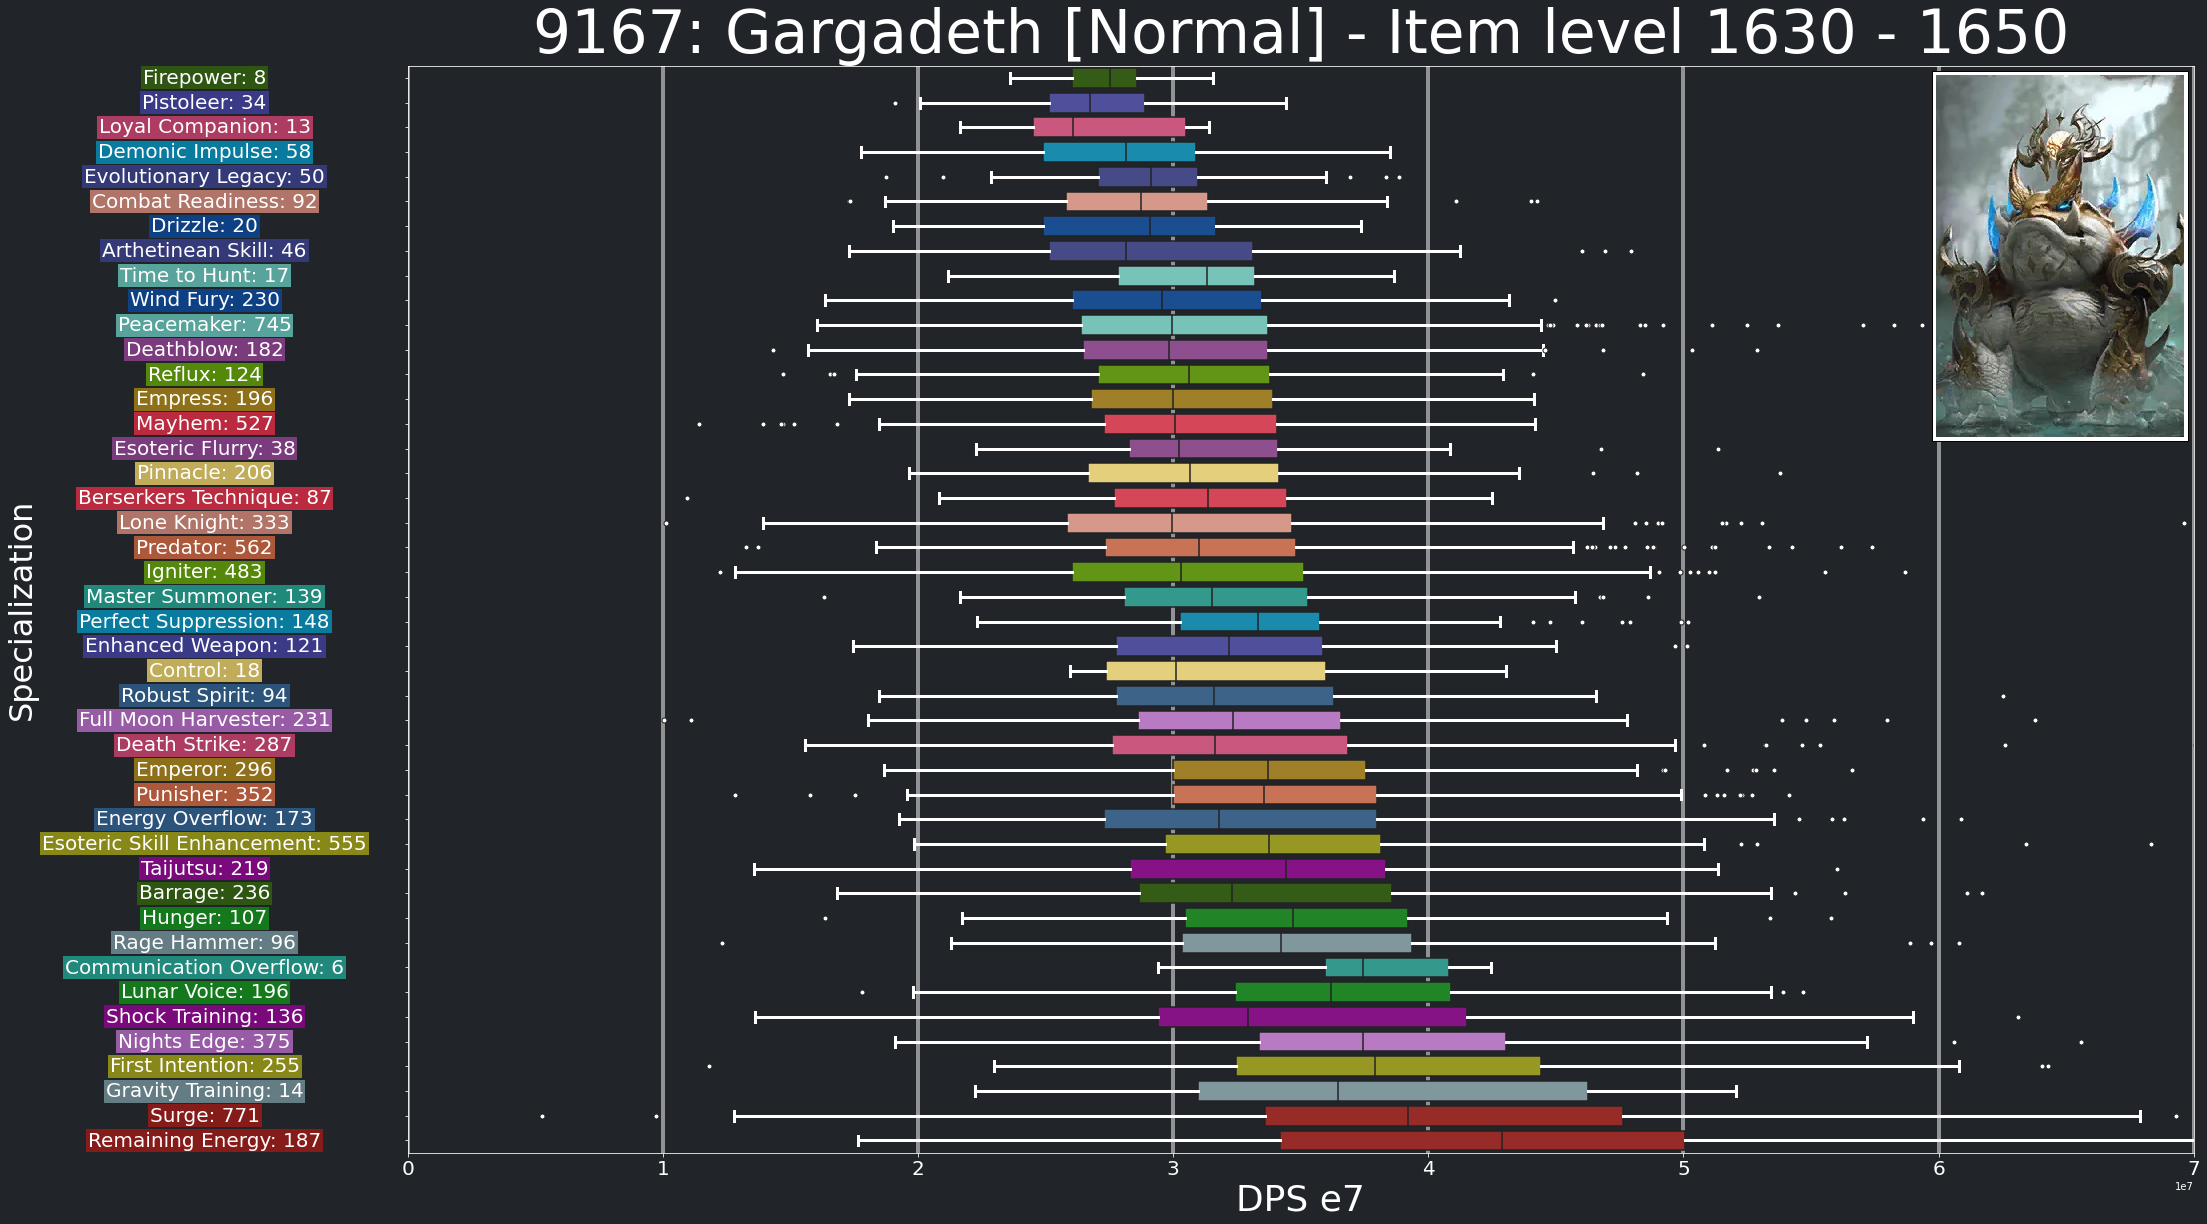 9167: Gargadeth [Normal] - Item level 1630 - 1650
Firepower: 8
Pistoleer: 34
Loyal Companion: 13
Demonic Impulse: 58
Evolutionary Legacy: 50
Combat Readiness: 92
Drizzle: 20
Arthetinean Skill: 46
Time to Hunt: 17
Wind Fury: 230
Peacemaker: 745
Deathblow: 182
Reflux: 124
Empress: 196
Mayhem: 527
Esoteric Flurry: 38
Pinnacle: 206
Berserkers Technique: 87
Lone Knight: 333
Predator: 562
Igniter: 483
Master Summoner: 139
Perfect Suppression: 148
Enhanced Weapon: 121
Control: 18
Robust Spirit: 94
Full Moon Harvester: 231
Death Strike: 287
Emperor: 296
Punisher: 352
Energy Overflow: 173
Esoteric Skill Enhancement: 555
Taijutsu: 219
Barrage: 236
Hunger: 107
Rage Hammer: 96
Communication Overflow: 6
Lunar Voice: 196
Shock Training: 136
Nights Edge: 375
First Intention: 255
Gravity Training: 14
Surge: 771
Remaining Energy: 187
Specialization
0 1 2 3 4 5 6 7
1e7
DPS e7